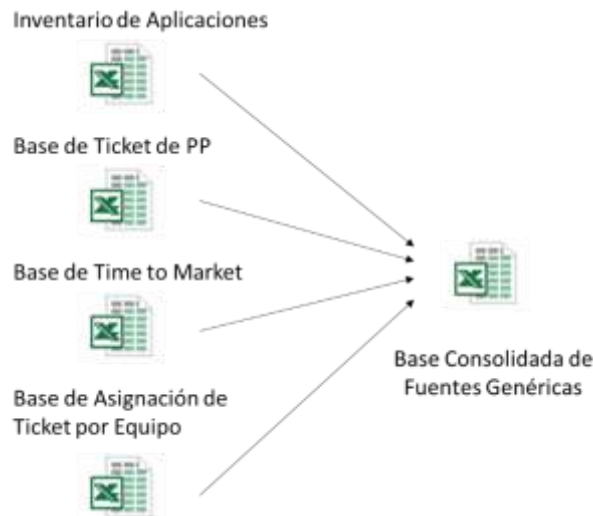 Inventario de Aplicaciones
Base de Ticket de PP
Base de Time to Market
Base de Asignación de
Ticket por Equipo
Base Consolidada de
Fuentes Genéricas